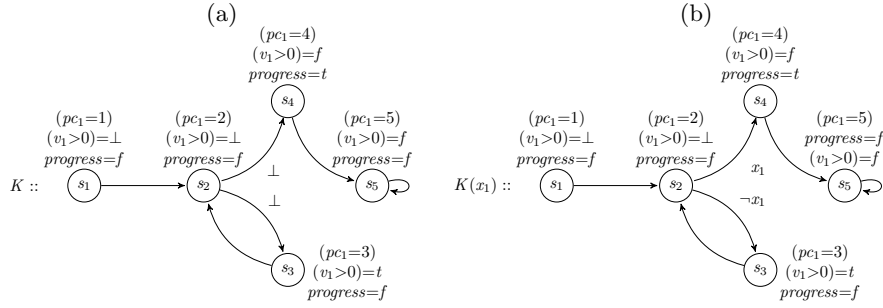 (a)
(pc₁=4)
(v₁>0)=f
progress=t
s₄
(pc₁=1)
(v₁>0)=⊥
progress=f
(pc₁=2)
(v₁>0)=⊥
progress=f
(pc₁=5)
(v₁>0)=f
progress=f
K ::
s₁
s₂
⊥
⊥
s₅
s₃
(pc₁=3)
(v₁>0)=t
progress=f
(b)
(pc₁=4)
(v₁>0)=f
progress=t
s₄
(pc₁=1)
(v₁>0)=⊥
progress=f
(pc₁=2)
(v₁>0)=⊥
progress=f
(pc₁=5)
progress=f
(v₁>0)=f
K(x₁) ::
s₁
s₂
x₁
¬x₁
s₅
s₃
(pc₁=3)
(v₁>0)=t
progress=f